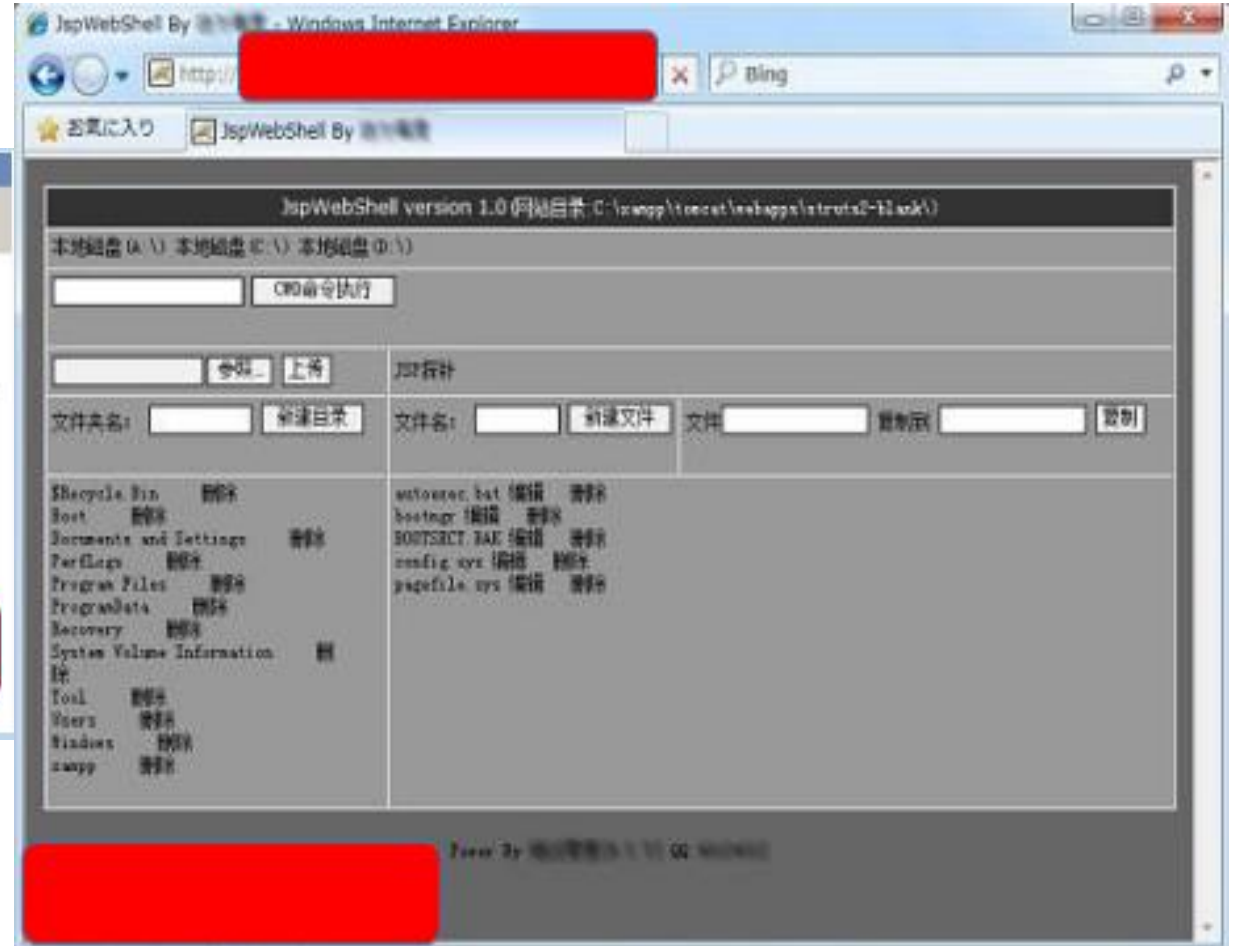 JspWebShell By - Windows Internet Explorer
http://
Bing
お気に入り
JspWebShell By
JspWebShell version 1.0 (网站目录 C:\xampp\tomcat\webapps\struts2-blank\)
本地磁盘(A:\) 本地磁盘(C:\) 本地磁盘(D:\)
CMD命令执行
参照... 上传 JSP探针
文件夹名: 新建目录 文件名: 新建文件 文件 复制到 复制
$Recycle.Bin 删除
Boot 删除
Documents and Settings 删除
PerfLogs 删除
Program Files 删除
ProgramData 删除
Recovery 删除
System Volume Information 删
除
Tool 删除
Users 删除
Windows 删除
xampp 删除
autoexec.bat 编辑 删除
bootmgr 编辑 删除
BOOTSECT.BAK 编辑 删除
config.sys 编辑 删除
pagefile.sys 编辑 删除
Power By QQ